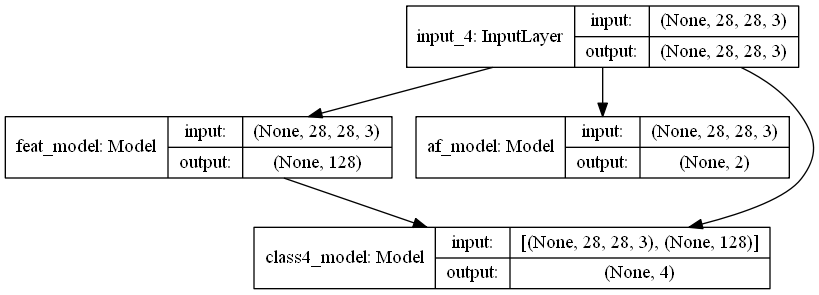 input_4: InputLayer
input: (None, 28, 28, 3)
output: (None, 28, 28, 3)
feat_model: Model
input: (None, 28, 28, 3)
output: (None, 128)
af_model: Model
input: (None, 28, 28, 3)
output: (None, 2)
class4_model: Model
input: [(None, 28, 28, 3), (None, 128)]
output: (None, 4)